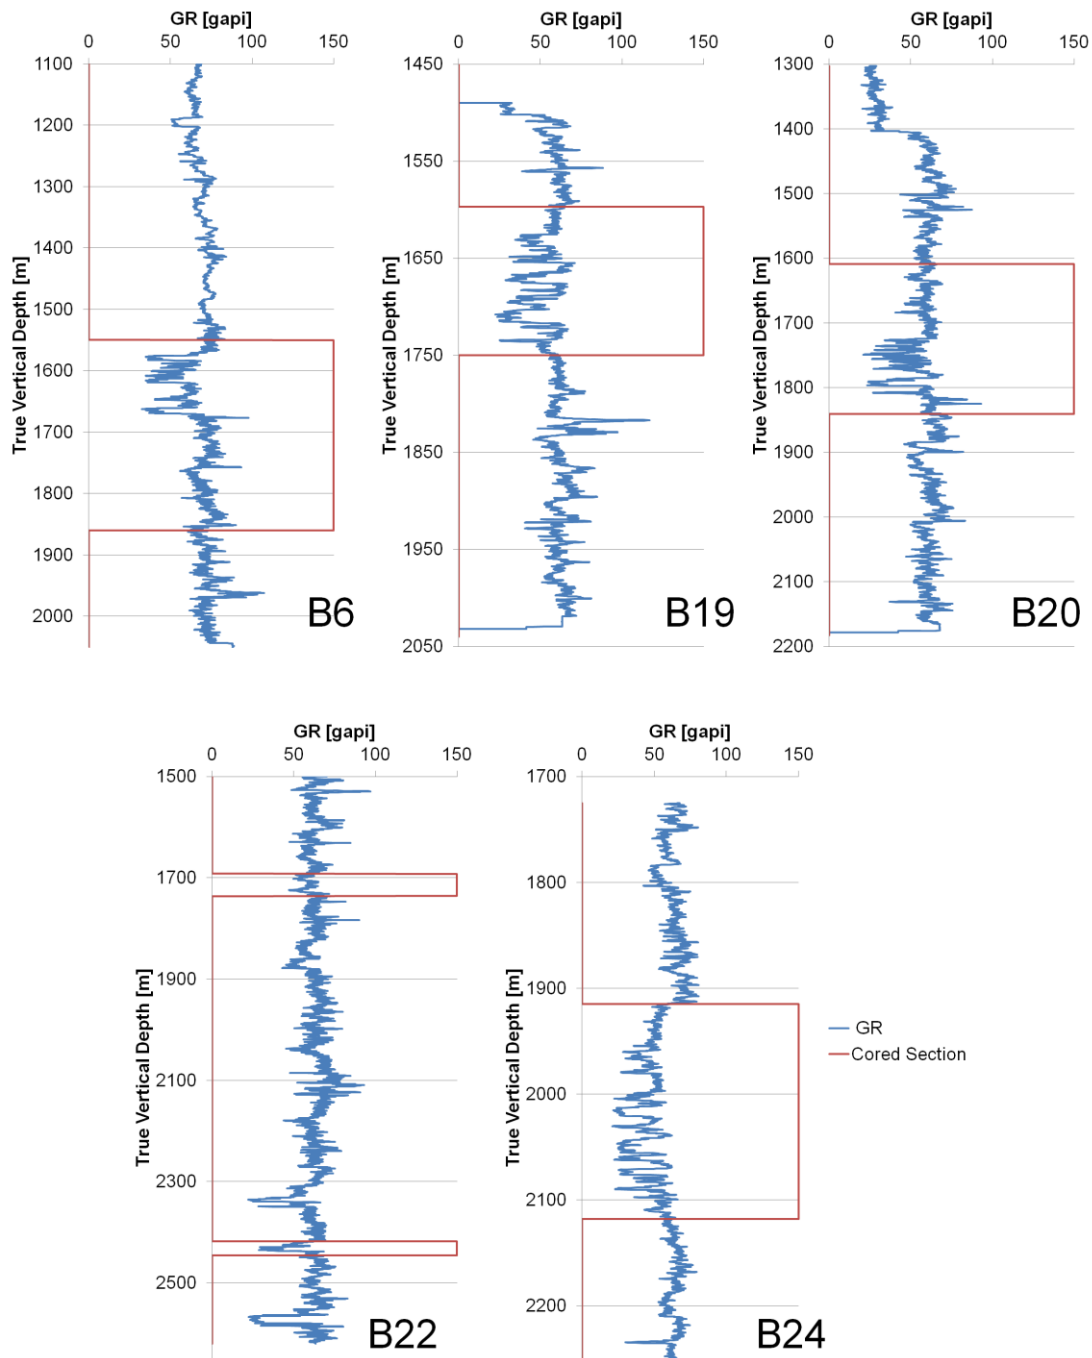 GR [gapi]
0 50 100 150
1100
1200
1300
1400
1500
1600
1700
1800
1900
2000
True Vertical Depth [m]
B6
GR [gapi]
0 50 100 150
1450
1550
1650
1750
1850
1950
2050
True Vertical Depth [m]
B19
GR [gapi]
0 50 100 150
1300
1400
1500
1600
1700
1800
1900
2000
2100
2200
True Vertical Depth [m]
B20
GR [gapi]
0 50 100 150
1500
1700
1900
2100
2300
2500
True Vertical Depth [m]
B22
GR [gapi]
0 50 100 150
1700
1800
1900
2000
2100
2200
True Vertical Depth [m]
B24
GR
Cored Section